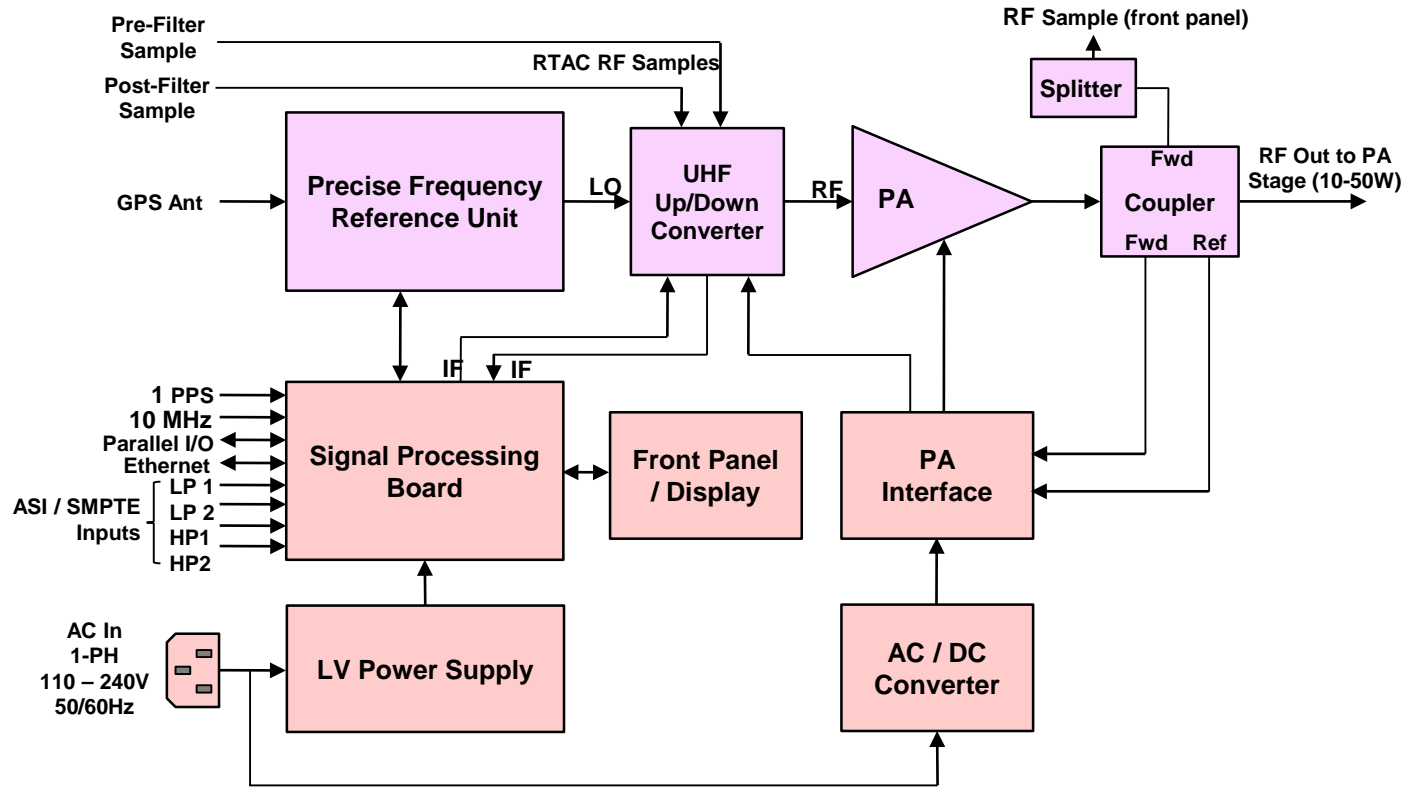 Pre-Filter
Sample
RTAC RF Samples
Post-Filter
Sample
RF Sample (front panel)
Splitter
GPS Ant
Precise Frequency
Reference Unit
LO
UHF
Up/Down
Converter
RF
PA
Fwd
Coupler
Fwd Ref
RF Out to PA
Stage (10-50W)
IF
IF
1 PPS
10 MHz
Parallel I/O
Ethernet
ASI / SMPTE
Inputs
LP 1
LP 2
HP1
HP2
Signal Processing
Board
Front Panel
/ Display
PA
Interface
AC In
1-PH
110 – 240V
50/60Hz
LV Power Supply
AC / DC
Converter